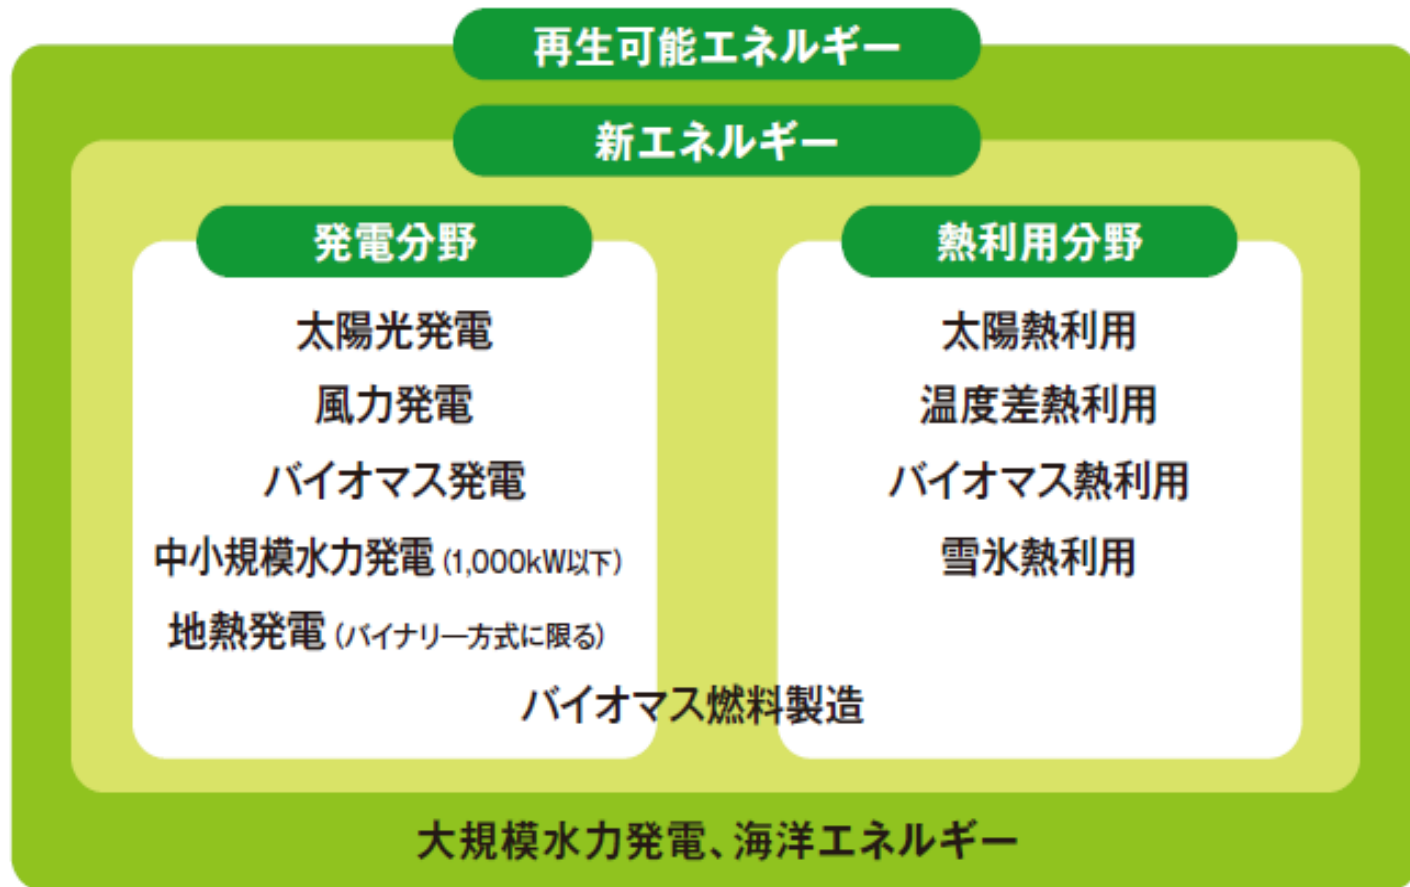 再生可能エネルギー
新エネルギー
発電分野
太陽光発電
風力発電
バイオマス発電
中小規模水力発電(1,000kW以下)
地熱発電(バイナリー方式に限る)
熱利用分野
太陽熱利用
温度差熱利用
バイオマス熱利用
雪氷熱利用
バイオマス燃料製造
大規模水力発電、海洋エネルギー